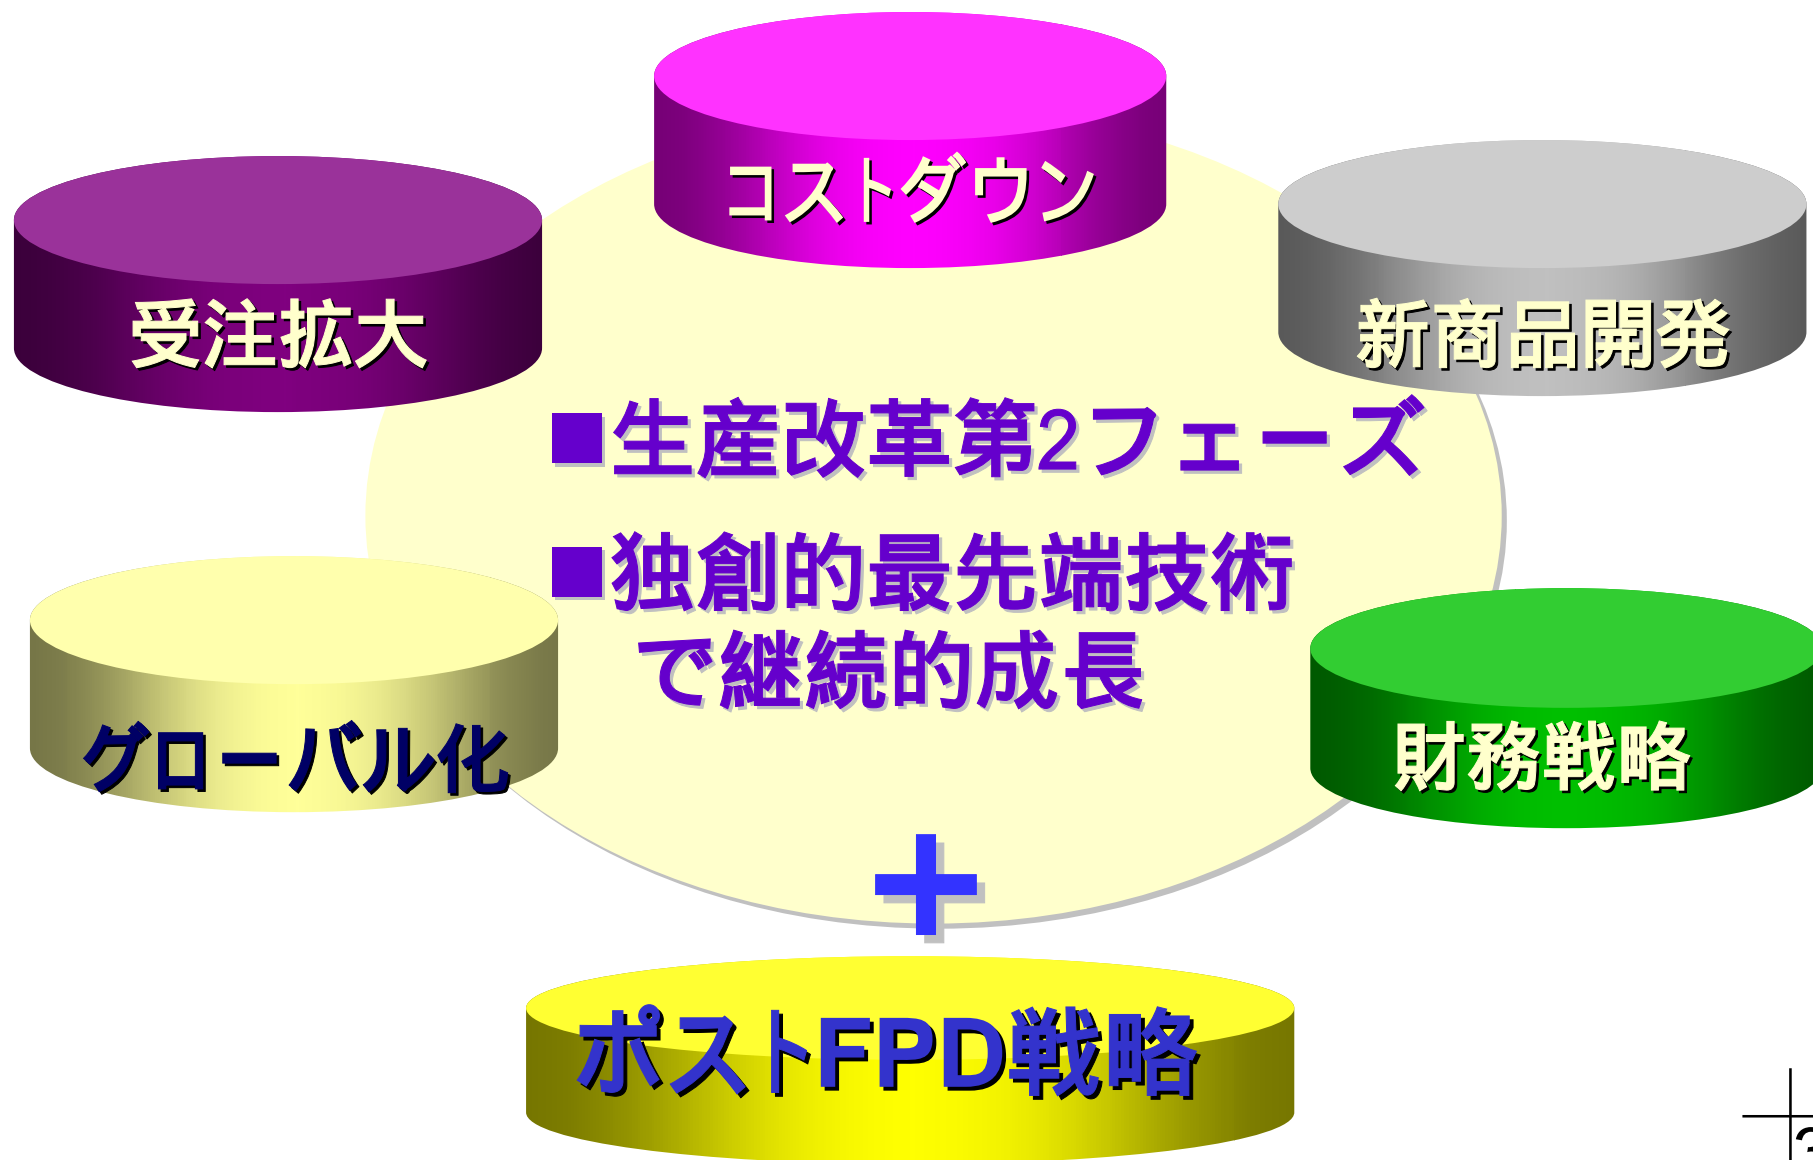 コストダウン
受注拡大
新商品開発
■生産改革第2フェーズ
■独創的最先端技術
で継続的成長
グローバル化
財務戦略
+
ポストFPD戦略